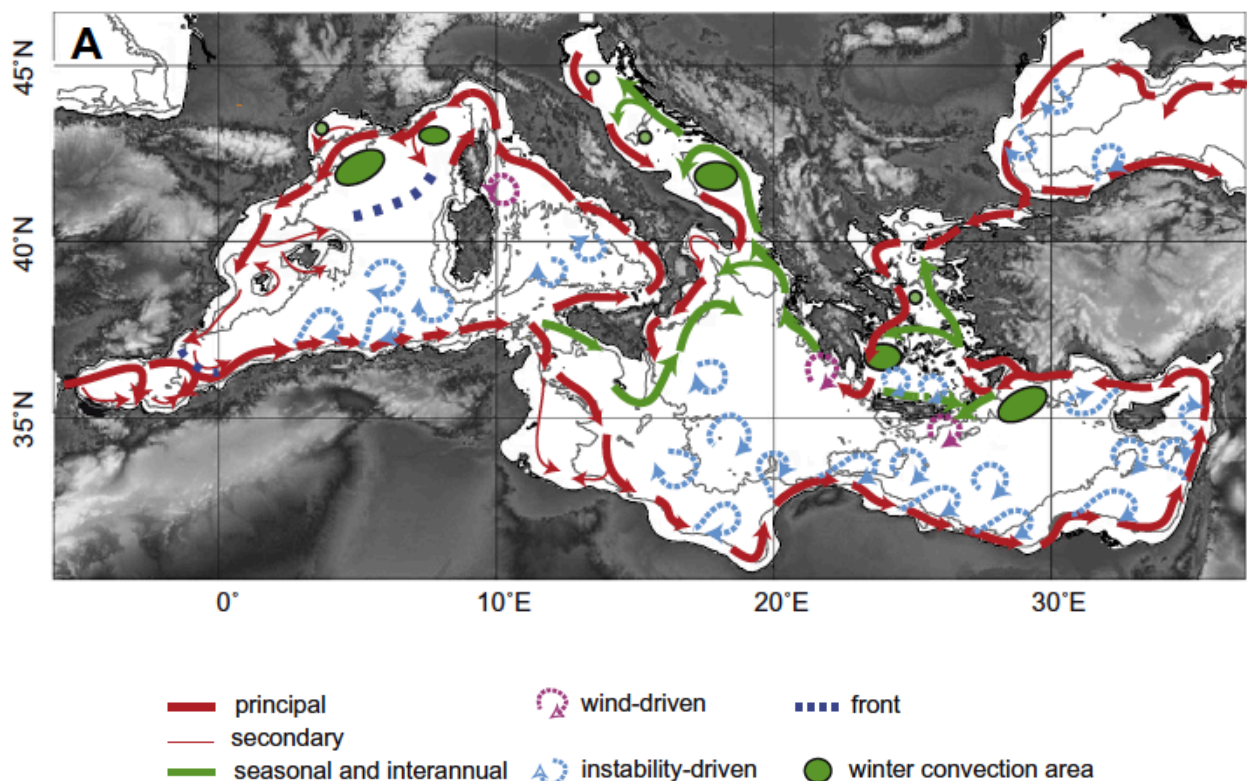 A
45°N
40°N
35°N
0°
10°E
20°E
30°E
principal
wind-driven
front
secondary
seasonal and interannual
instability-driven
winter convection area